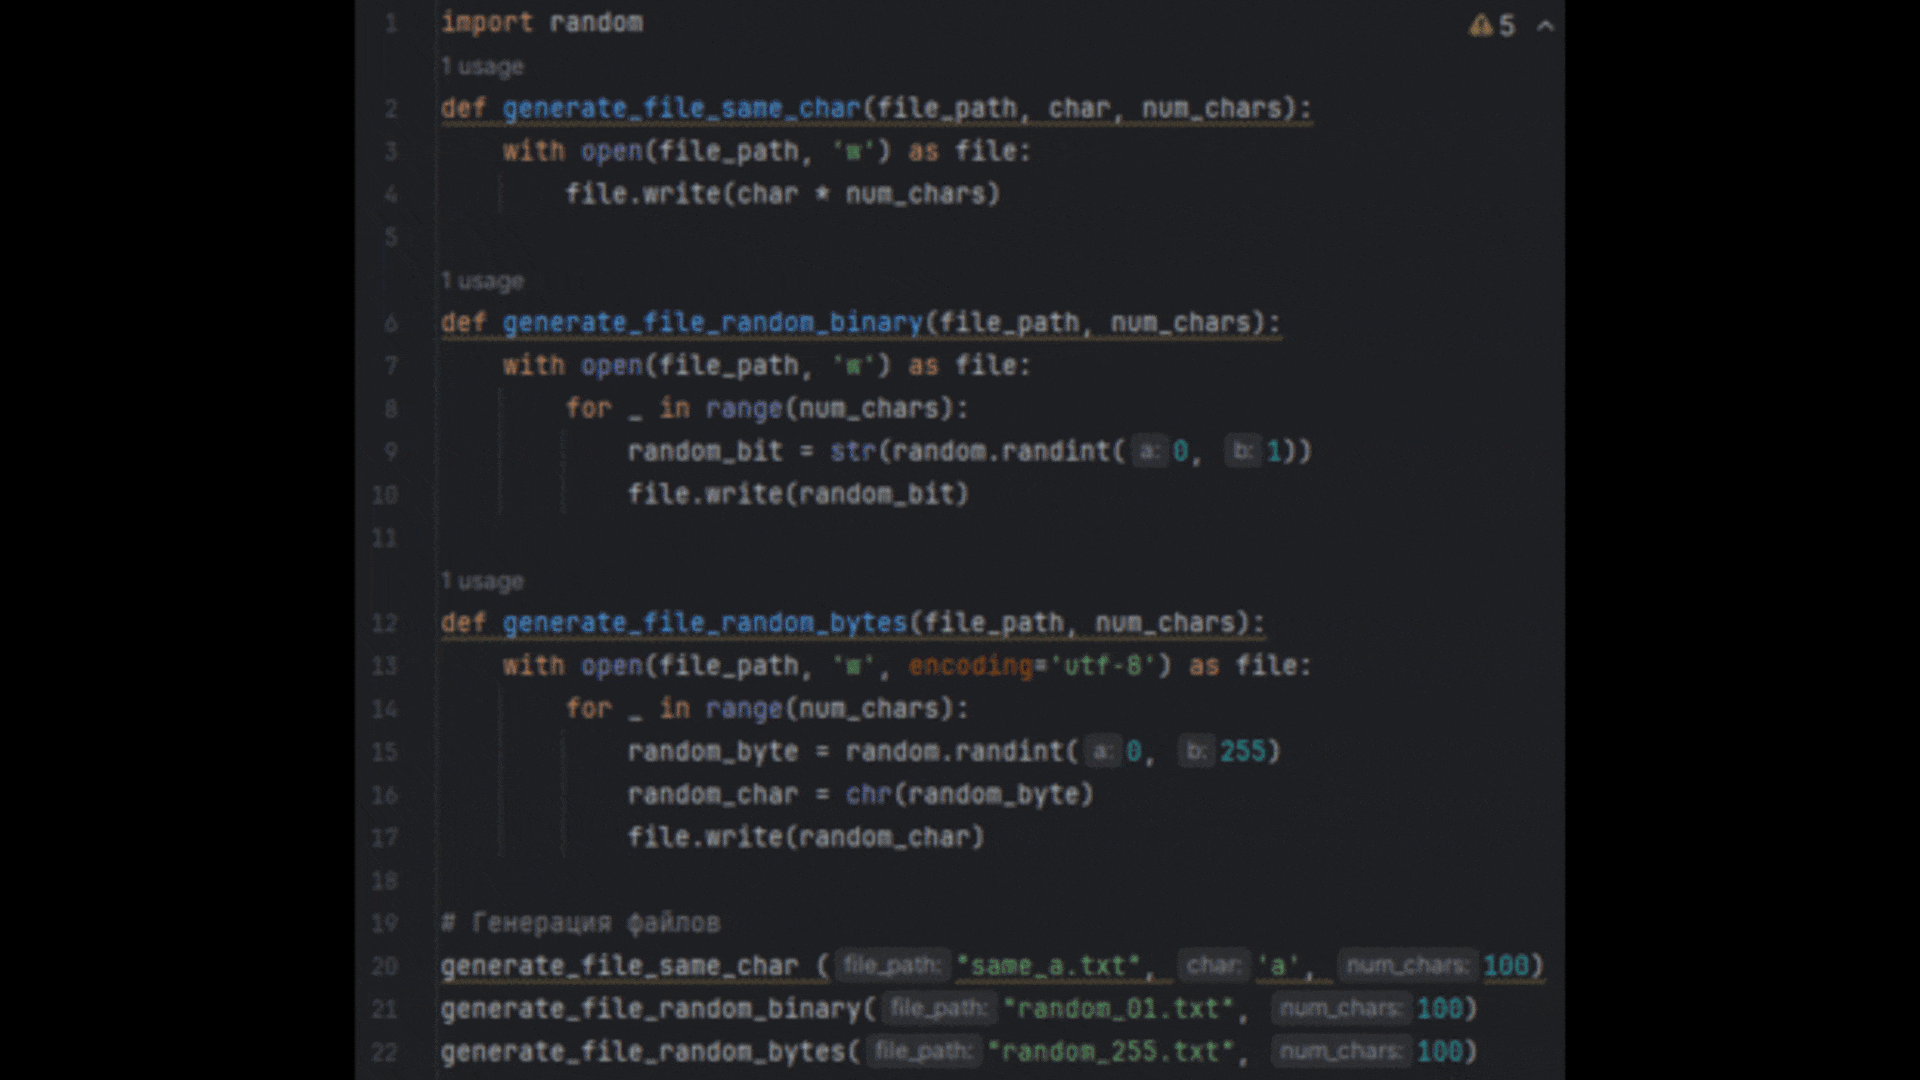 1 import random 5
1 usage
2 def generate_file_same_char(file_path, char, num_chars):
3 with open(file_path, 'w') as file:
4 file.write(char * num_chars)
5
1 usage
6 def generate_file_random_binary(file_path, num_chars):
7 with open(file_path, 'w') as file:
8 for _ in range(num_chars):
9 random_bit = str(random.randint( a: 0, b: 1))
10 file.write(random_bit)
11
1 usage
12 def generate_file_random_bytes(file_path, num_chars):
13 with open(file_path, 'w', encoding='utf-8') as file:
14 for _ in range(num_chars):
15 random_byte = random.randint( a: 0, b: 255)
16 random_char = chr(random_byte)
17 file.write(random_char)
18
19 # Генерация файлов
20 generate_file_same_char ( file_path: "same_a.txt", char: 'a', num_chars: 100)
21 generate_file_random_binary( file_path: "random_01.txt", num_chars: 100)
22 generate_file_random_bytes( file_path: "random_255.txt", num_chars: 100)